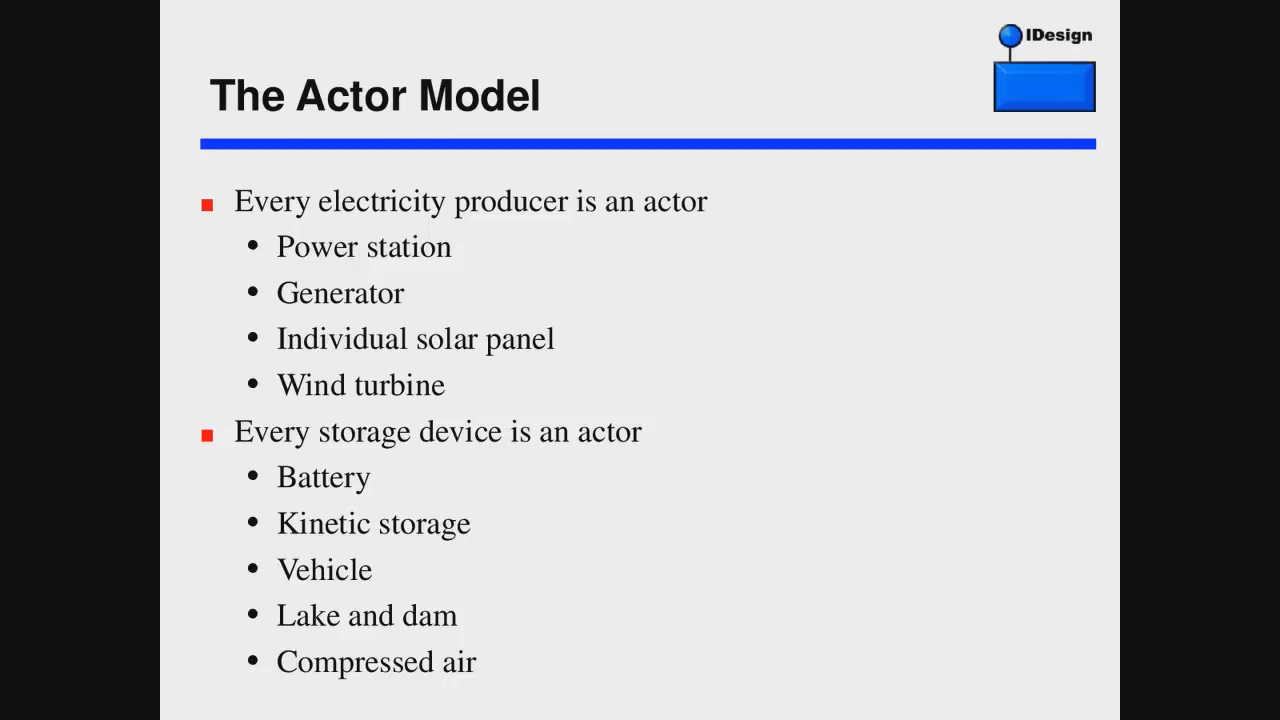 IDesign
The Actor Model
Every electricity producer is an actor
Power station
Generator
Individual solar panel
Wind turbine
Every storage device is an actor
Battery
Kinetic storage
Vehicle
Lake and dam
Compressed air